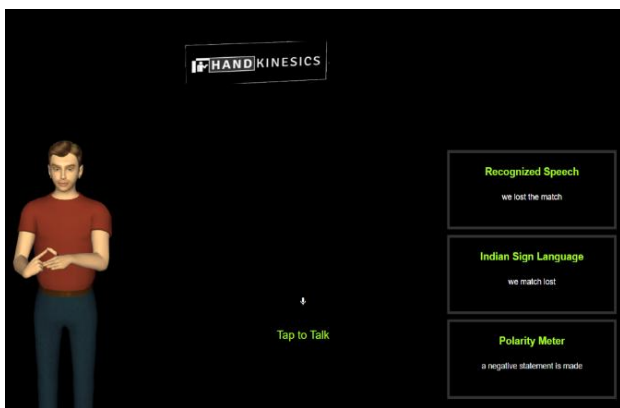 HANDKINESICS
Recognized Speech
we lost the match
Indian Sign Language
we match lost
Tap to Talk
Polarity Meter
a negative statement is made